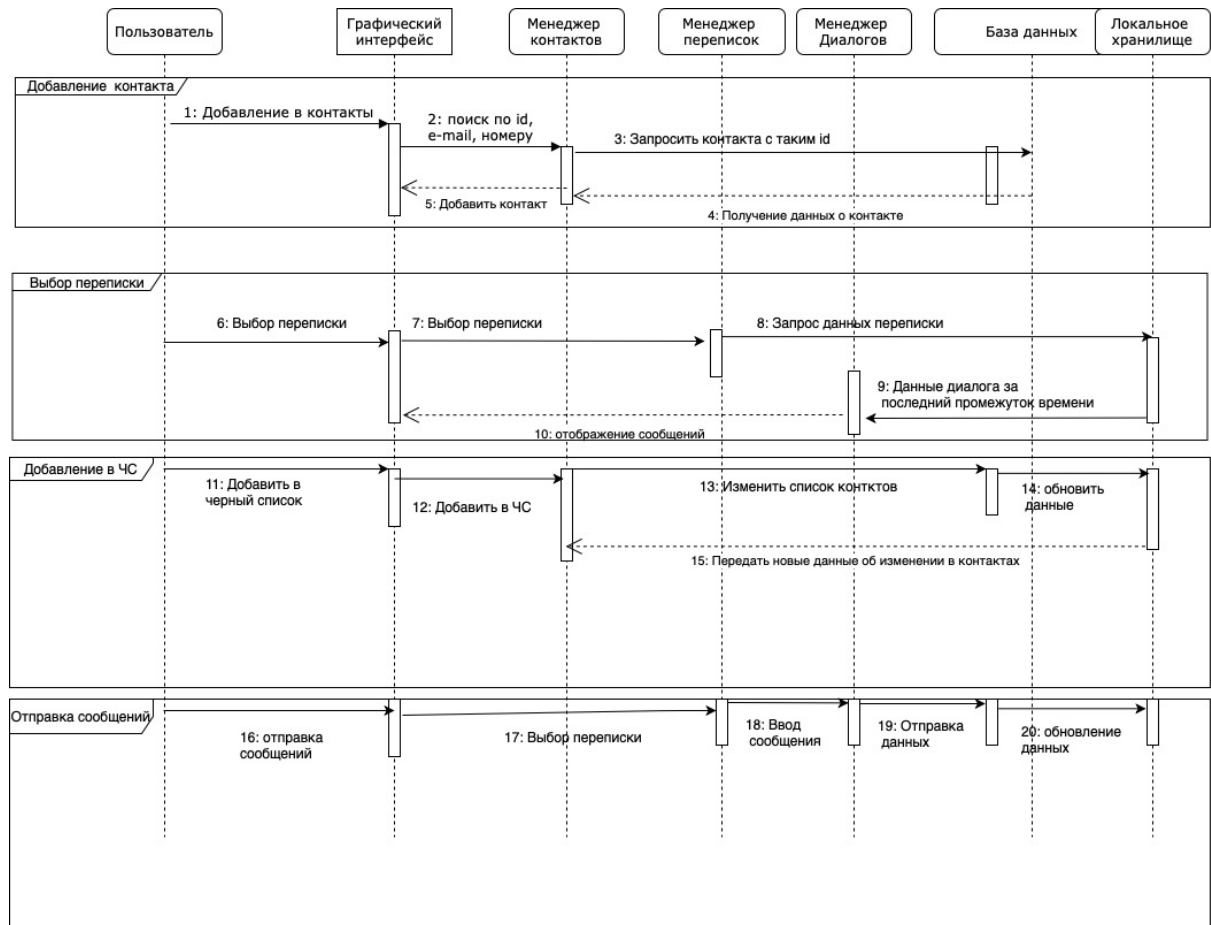 Пользователь
Графический
интерфейс
Менеджер
контактов
Менеджер
переписок
Менеджер
Диалогов
База данных
Локальное
хранилище
Добавление контакта
1: Добавление в контакты
2: поиск по id,
e-mail, номеру
3: Запросить контакта с таким id
5: Добавить контакт
4: Получение данных о контакте
Выбор переписки
6: Выбор переписки
7: Выбор переписки
8: Запрос данных переписки
9: Данные диалога за
последний промежуток времени
10: отображение сообщений
Добавление в ЧС
11: Добавить в
черный список
12: Добавить в ЧС
13: Изменить список контктов
14: обновить
данные
15: Передать новые данные об изменении в контактах
Отправка сообщений
16: отправка
сообщений
17: Выбор переписки
18: Ввод
сообщения
19: Отправка
данных
20: обновление
данных